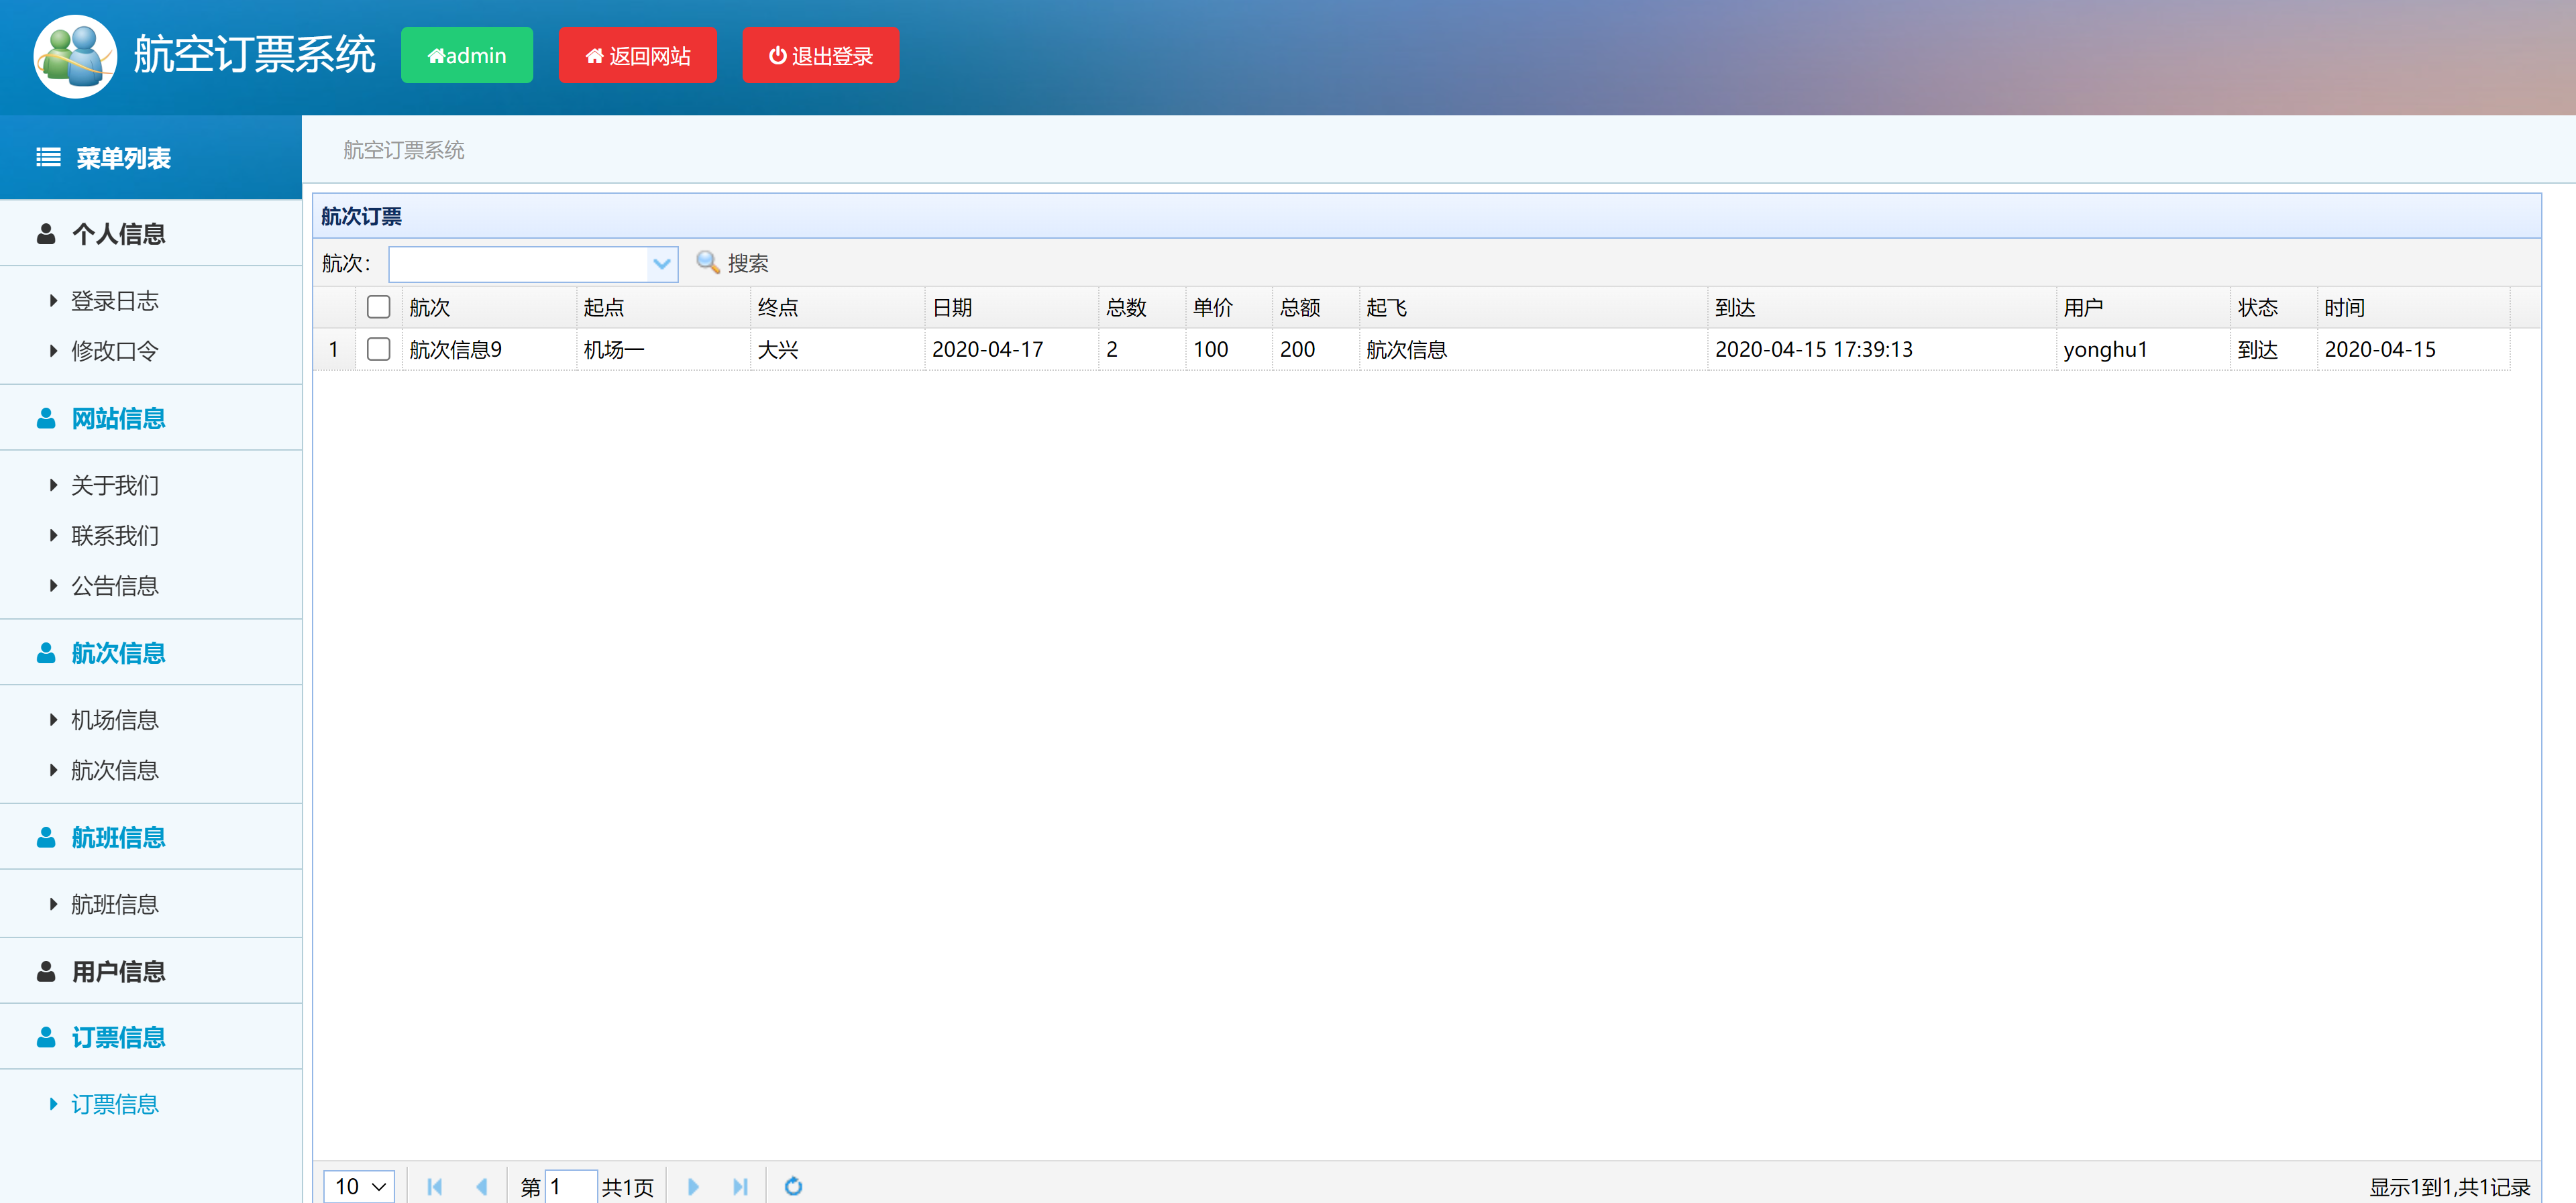 航空订票系统 admin 返回网站 退出登录
菜单列表
个人信息
登录日志
修改口令
网站信息
关于我们
联系我们
公告信息
航次信息
机场信息
航次信息
航班信息
航班信息
用户信息
订票信息
订票信息
航空订票系统
航次订票
航次： 搜索
航次 起点 终点 日期 总数 单价 总额 起飞 到达 用户 状态 时间
1 航次信息9 机场一 大兴 2020-04-17 2 100 200 航次信息 2020-04-15 17:39:13 yonghu1 到达 2020-04-15
10 第 1 共1页 显示1到1,共1记录